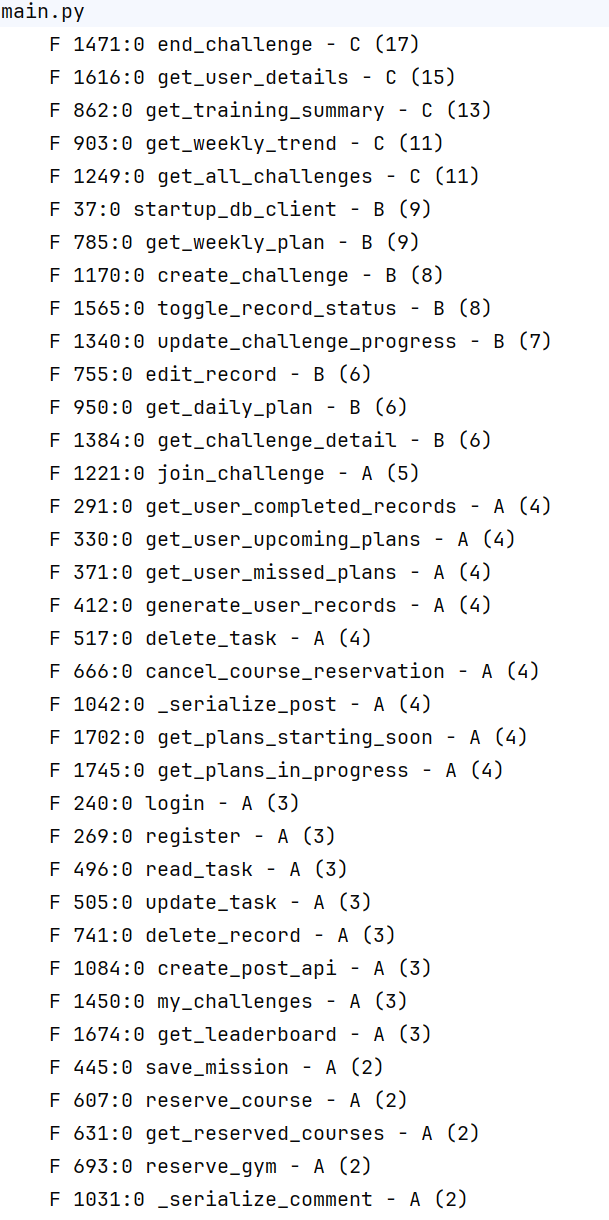 main.py
F 1471:0 end_challenge - C (17)
F 1616:0 get_user_details - C (15)
F 862:0 get_training_summary - C (13)
F 903:0 get_weekly_trend - C (11)
F 1249:0 get_all_challenges - C (11)
F 37:0 startup_db_client - B (9)
F 785:0 get_weekly_plan - B (9)
F 1170:0 create_challenge - B (8)
F 1565:0 toggle_record_status - B (8)
F 1340:0 update_challenge_progress - B (7)
F 755:0 edit_record - B (6)
F 950:0 get_daily_plan - B (6)
F 1384:0 get_challenge_detail - B (6)
F 1221:0 join_challenge - A (5)
F 291:0 get_user_completed_records - A (4)
F 330:0 get_user_upcoming_plans - A (4)
F 371:0 get_user_missed_plans - A (4)
F 412:0 generate_user_records - A (4)
F 517:0 delete_task - A (4)
F 666:0 cancel_course_reservation - A (4)
F 1042:0 _serialize_post - A (4)
F 1702:0 get_plans_starting_soon - A (4)
F 1745:0 get_plans_in_progress - A (4)
F 240:0 login - A (3)
F 269:0 register - A (3)
F 496:0 read_task - A (3)
F 505:0 update_task - A (3)
F 741:0 delete_record - A (3)
F 1084:0 create_post_api - A (3)
F 1450:0 my_challenges - A (3)
F 1674:0 get_leaderboard - A (3)
F 445:0 save_mission - A (2)
F 607:0 reserve_course - A (2)
F 631:0 get_reserved_courses - A (2)
F 693:0 reserve_gym - A (2)
F 1031:0 _serialize_comment - A (2)